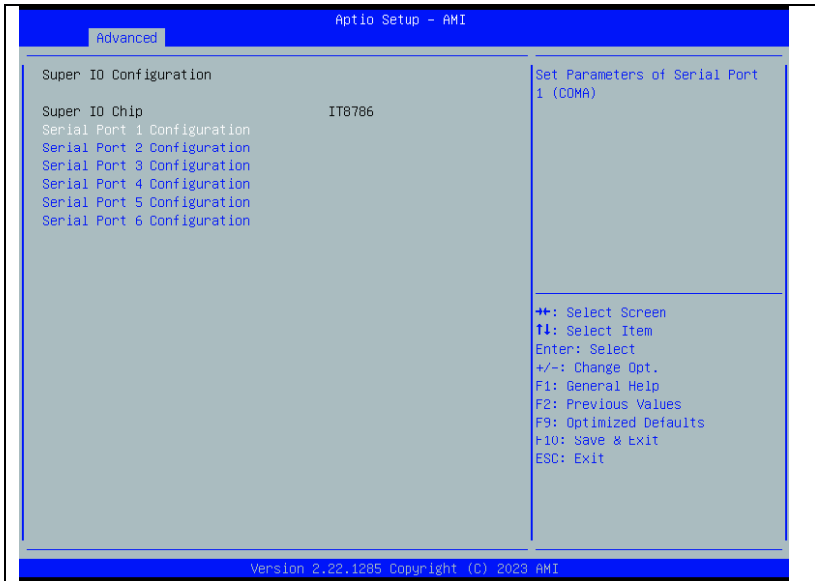 Aptio Setup – AMI
Advanced
Super IO Configuration
Super IO Chip IT8786
Serial Port 1 Configuration
Serial Port 2 Configuration
Serial Port 3 Configuration
Serial Port 4 Configuration
Serial Port 5 Configuration
Serial Port 6 Configuration
Set Parameters of Serial Port
1 (COMA)
→←: Select Screen
↑↓: Select Item
Enter: Select
+/-: Change Opt.
F1: General Help
F2: Previous Values
F9: Optimized Defaults
F10: Save & Exit
ESC: Exit
Version 2.22.1285 Copyright (C) 2023 AMI